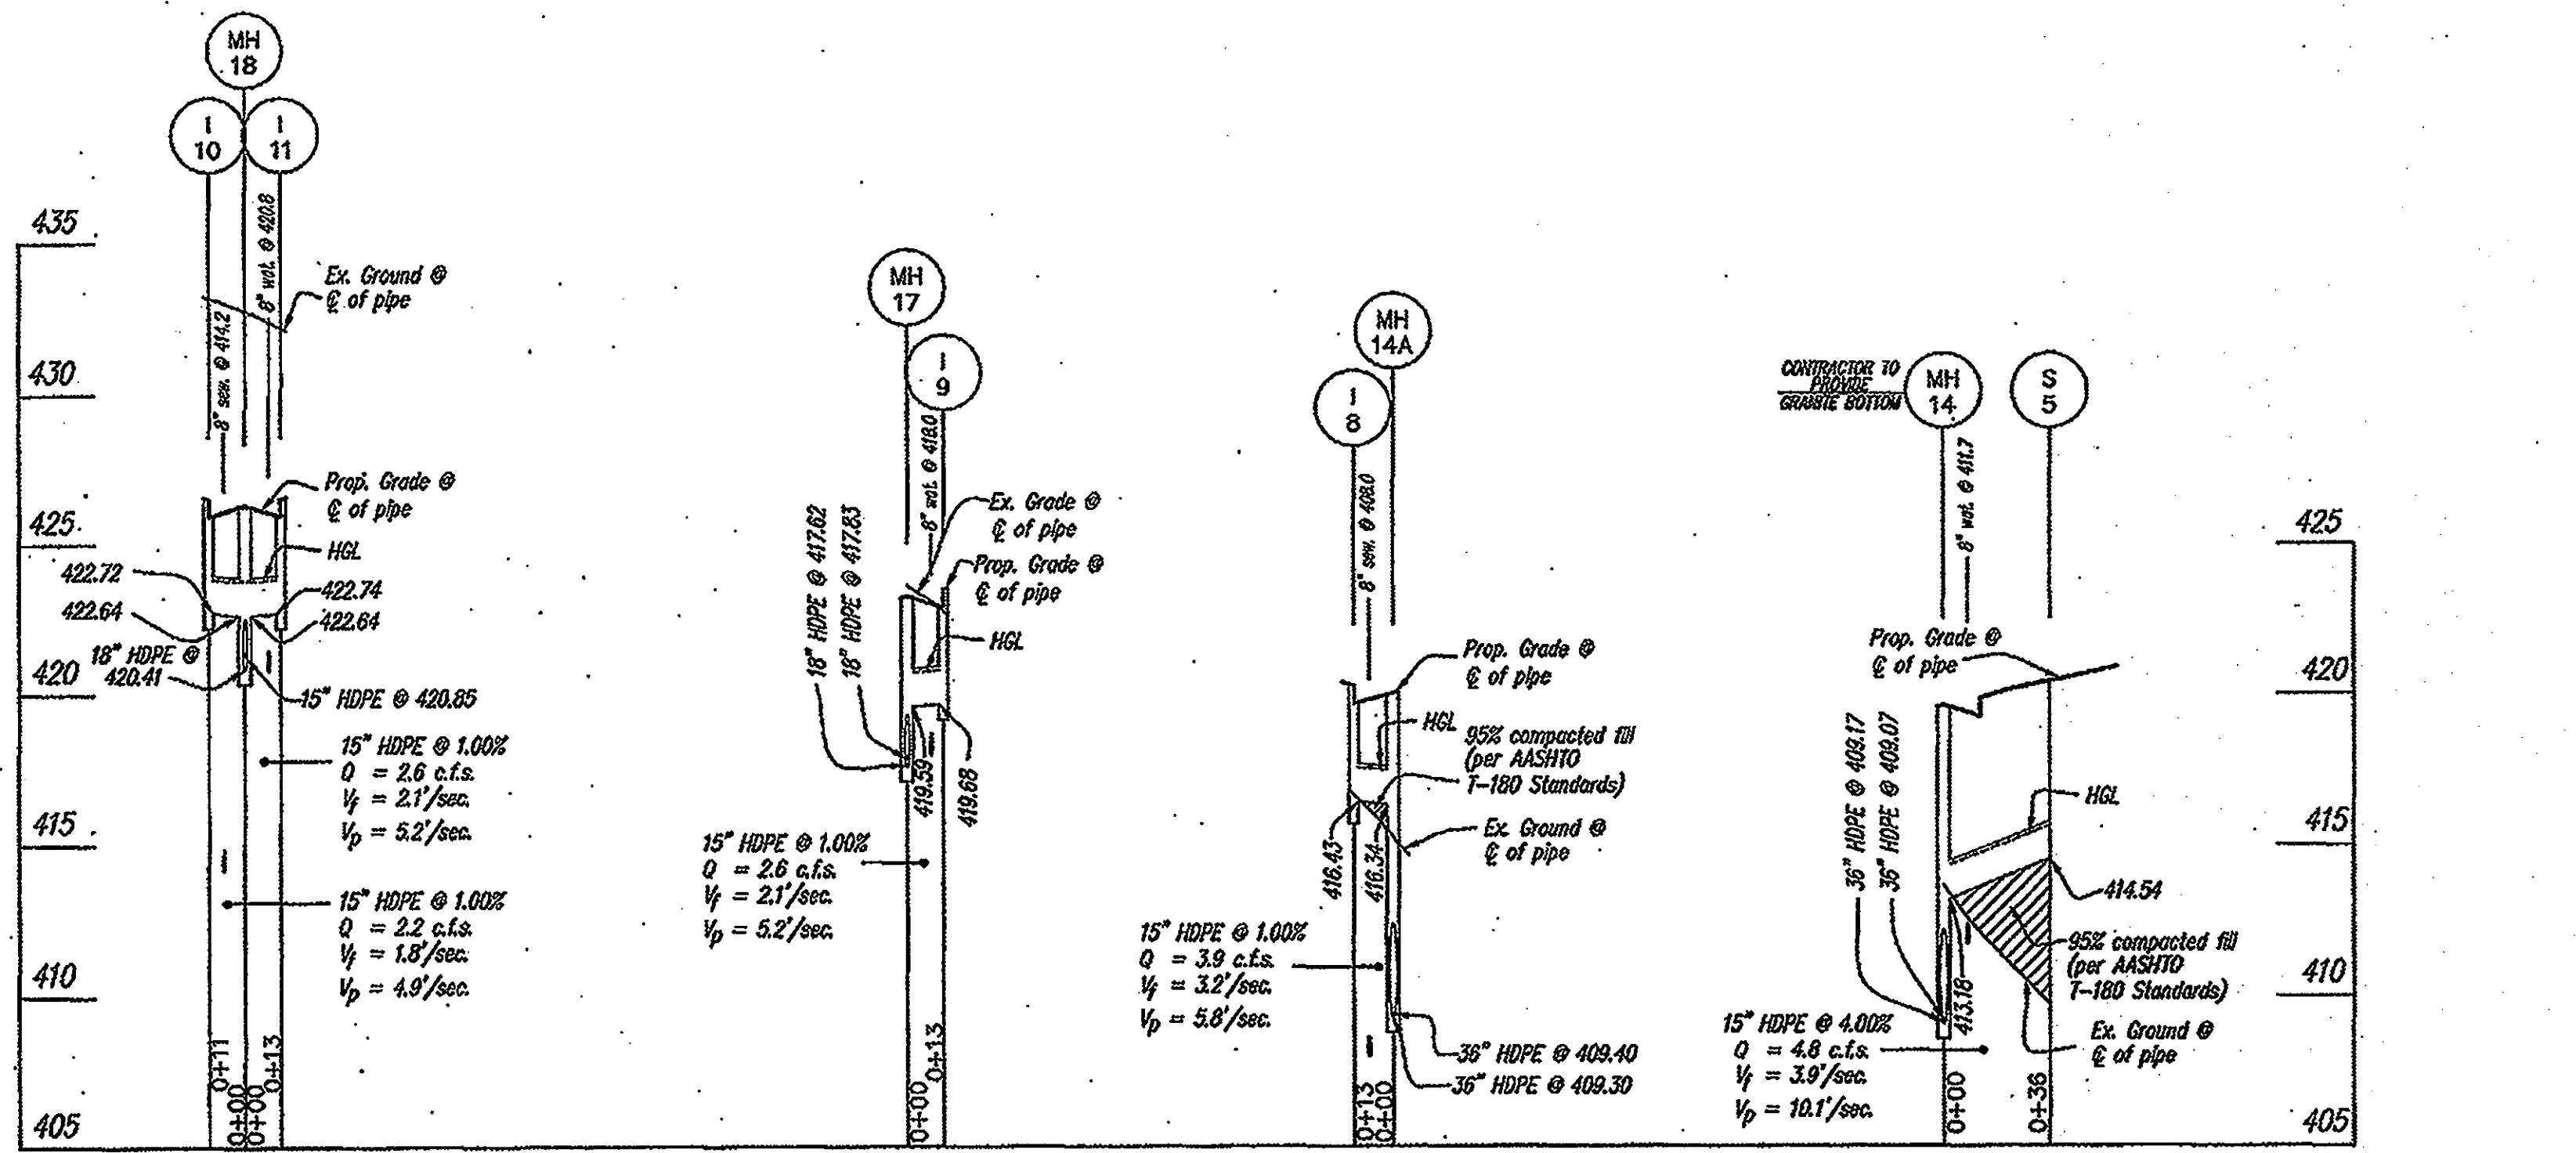 MH
18
I
10
I
11
435
430
425
420
415
410
405
8" sew. @ 414.2
8" wat. @ 420.8
Ex. Ground @
℄ of pipe
Prop. Grade @
℄ of pipe
HGL
422.72
422.64
422.74
422.64
18" HDPE @
420.41
15" HDPE @ 420.85
15" HDPE @ 1.00%
Q = 2.6 c.f.s.
Vf = 2.1'/sec.
Vp = 5.2'/sec.
15" HDPE @ 1.00%
Q = 2.2 c.f.s.
Vf = 1.8'/sec.
Vp = 4.9'/sec.
0+11
0+00
0+00
0+13
MH
17
I
9
8" wat. @ 418.0
18" HDPE @ 417.62
18" HDPE @ 417.83
Ex. Grade @
℄ of pipe
Prop. Grade @
℄ of pipe
HGL
419.59
419.68
15" HDPE @ 1.00%
Q = 2.6 c.f.s.
Vf = 2.1'/sec.
Vp = 5.2'/sec.
0+00
0+13
MH
14A
I
8
8" sew. @ 408.0
Prop. Grade @
℄ of pipe
HGL
95% compacted fill
(per AASHTO
T-180 Standards)
Ex. Ground @
℄ of pipe
416.43
416.34
15" HDPE @ 1.00%
Q = 3.9 c.f.s.
Vf = 3.2'/sec.
Vp = 5.8'/sec.
36" HDPE @ 409.40
36" HDPE @ 409.30
0+13
0+00
CONTRACTOR TO
PROVIDE
GRANITE BOTTOM
MH
14
S
5
8" wat. @ 411.7
Prop. Grade @
℄ of pipe
36" HDPE @ 409.17
36" HDPE @ 409.07
HGL
414.54
413.18
95% compacted fill
(per AASHTO
T-180 Standards)
Ex. Ground @
℄ of pipe
15" HDPE @ 4.00%
Q = 4.8 c.f.s.
Vf = 3.9'/sec.
Vp = 10.1'/sec.
0+00
0+36
425
420
415
410
405